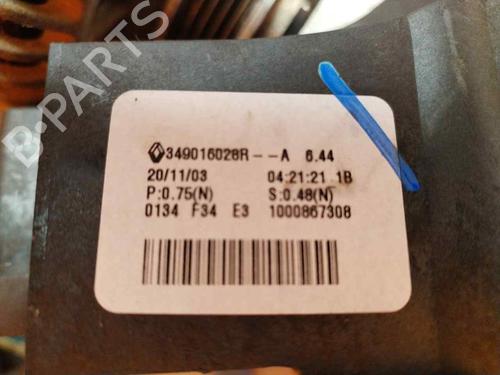 349016028R--A 6.44
20/11/03 04:21:21 1B
P:0.75(N) S:0.48(N)
0134 F34 E3 1000867308
B-PARTS